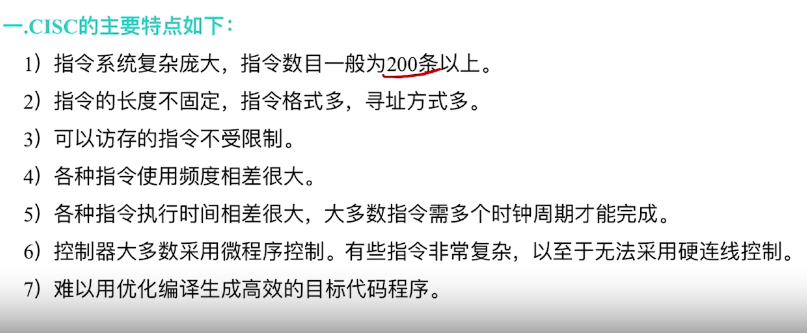 一.CISC的主要特点如下：
1）指令系统复杂庞大，指令数目一般为200条以上。
2）指令的长度不固定，指令格式多，寻址方式多。
3）可以访存的指令不受限制。
4）各种指令使用频度相差很大。
5）各种指令执行时间相差很大，大多数指令需多个时钟周期才能完成。
6）控制器大多数采用微程序控制。有些指令非常复杂，以至于无法采用硬连线控制。
7）难以用优化编译生成高效的目标代码程序。